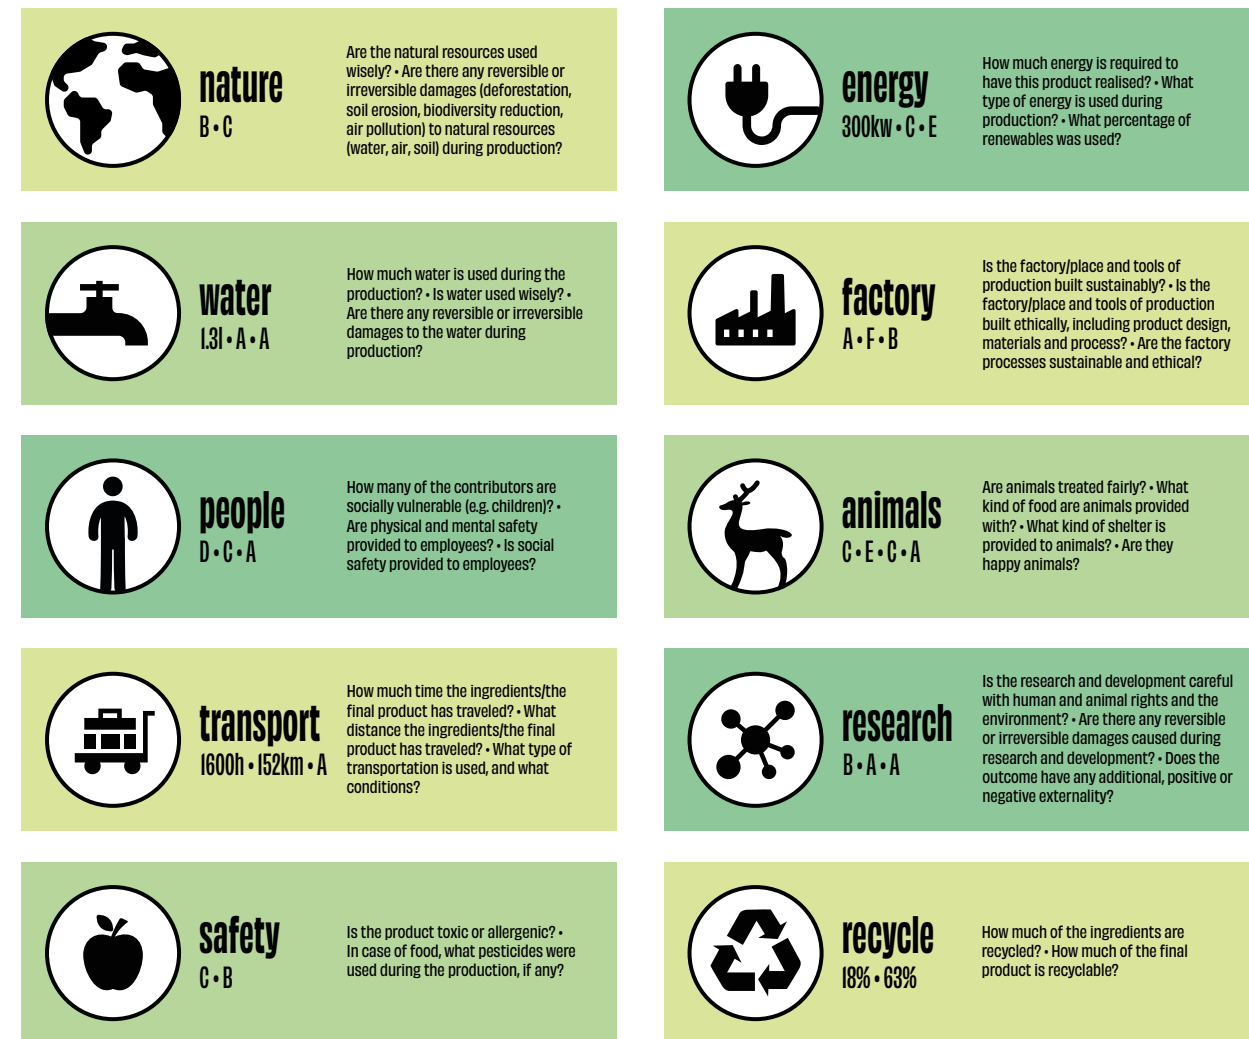 nature
B • C
Are the natural resources used
wisely? • Are there any reversible or
irreversible damages (deforestation,
soil erosion, biodiversity reduction,
air pollution) to natural resources
(water, air, soil) during production?
energy
300kw • C • E
How much energy is required to
have this product realised? • What
type of energy is used during
production? • What percentage of
renewables was used?
water
1.3l • A • A
How much water is used during the
production? • Is water used wisely? •
Are there any reversible or irreversible
damages to the water during
production?
factory
A • F • B
Is the factory/place and tools of
production built sustainably? • Is the
factory/place and tools of production
built ethically, including product design,
materials and process? • Are the factory
processes sustainable and ethical?
people
D • C • A
How many of the contributors are
socially vulnerable (e.g. children)? •
Are physical and mental safety
provided to employees? • Is social
safety provided to employees?
animals
C • E • C • A
Are animals treated fairly? • What
kind of food are animals provided
with? • What kind of shelter is
provided to animals? • Are they
happy animals?
transport
1600h • 152km • A
How much time the ingredients/the
final product has traveled? • What
distance the ingredients/the final
product has traveled? • What type of
transportation is used, and what
conditions?
research
B • A • A
Is the research and development careful
with human and animal rights and the
environment? • Are there any reversible
or irreversible damages caused during
research and development? • Does the
outcome have any additional, positive or
negative externality?
safety
C • B
Is the product toxic or allergenic? •
In case of food, what pesticides were
used during the production, if any?
recycle
18% • 63%
How much of the ingredients are
recycled? • How much of the final
product is recyclable?